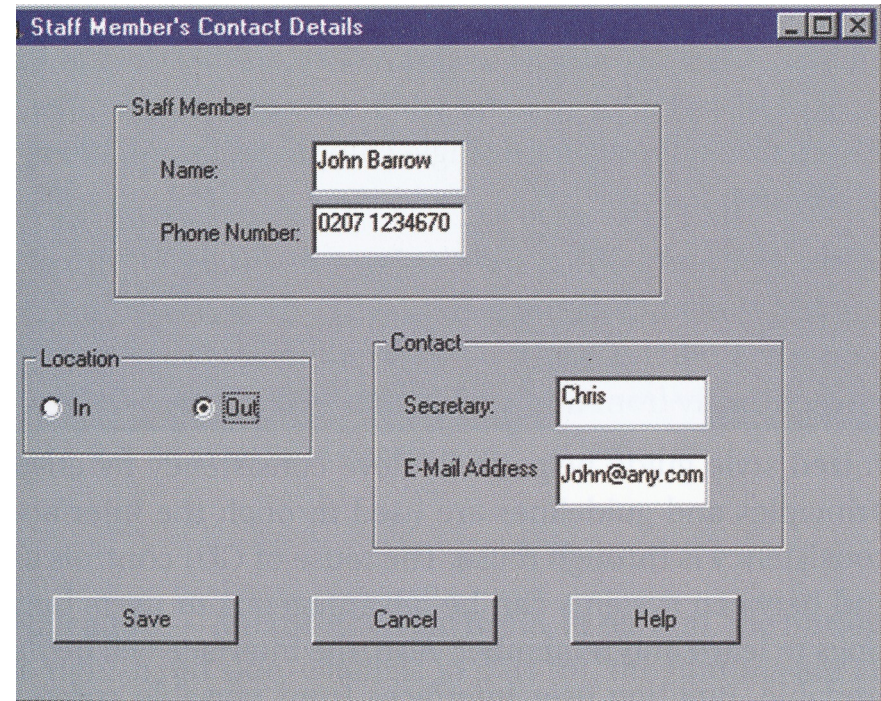 Staff Member's Contact Details
Staff Member
Name: John Barrow
Phone Number: 0207 1234670
Location
In Out
Contact
Secretary: Chris
E-Mail Address John@any.com
Save Cancel Help